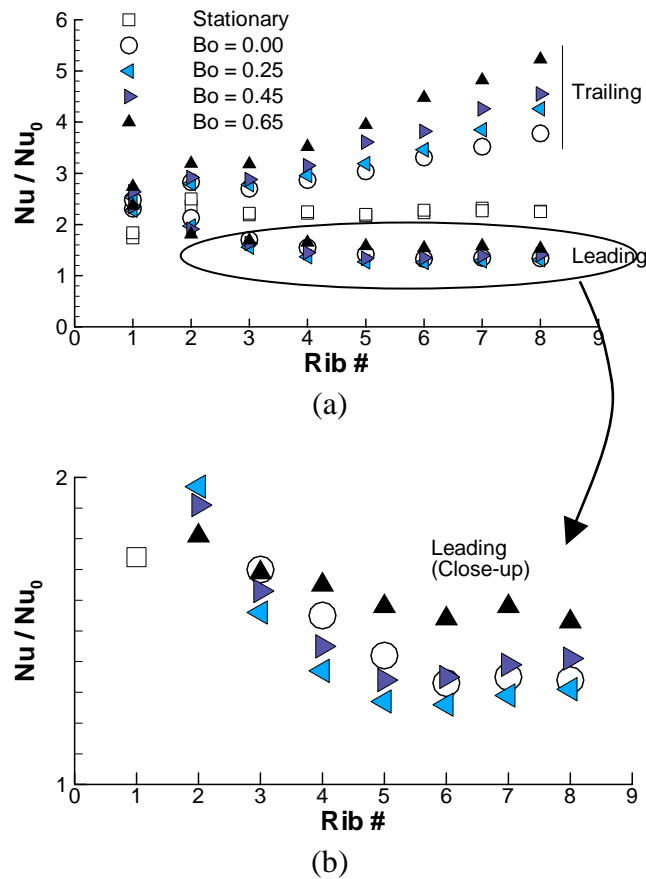 6
5
4
3
2
1
0
Nu / Nu0
Stationary
Bo = 0.00
Bo = 0.25
Bo = 0.45
Bo = 0.65
Trailing
Leading
0 1 2 3 4 5 6 7 8 9
Rib #
(a)
2
1
Nu / Nu0
Leading
(Close-up)
0 1 2 3 4 5 6 7 8 9
Rib #
(b)